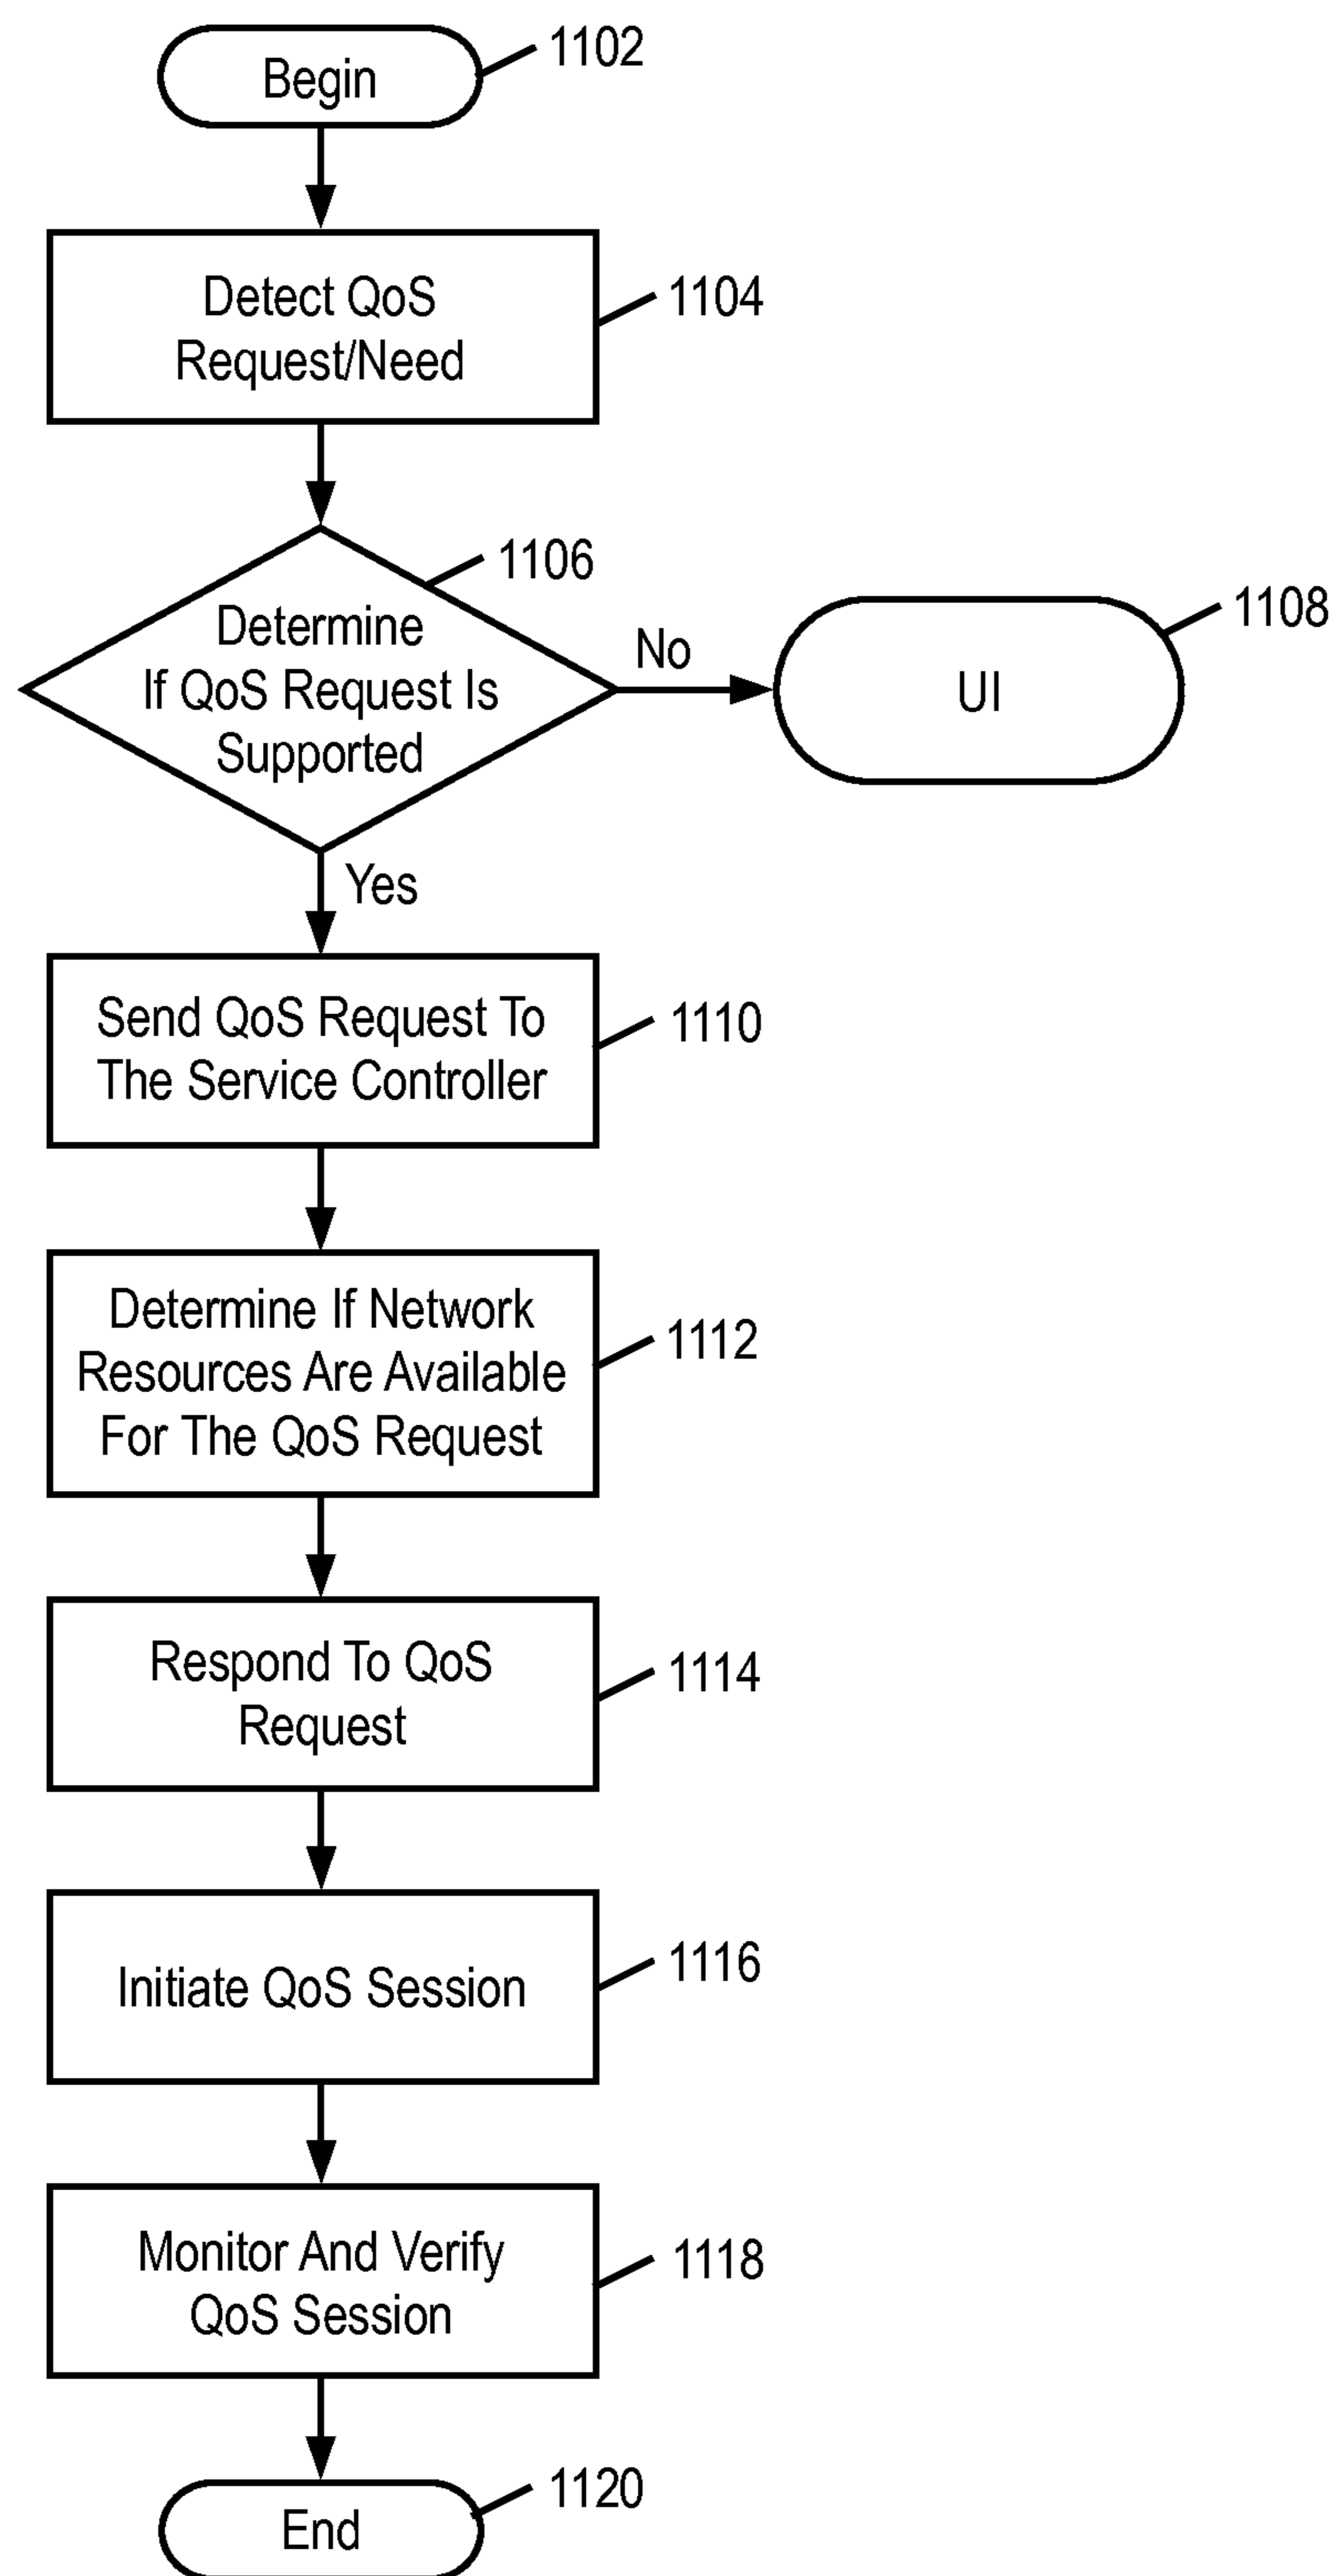 Begin
1102
Detect QoS
Request/Need
1104
1106
Determine
If QoS Request Is
Supported
No
UI
1108
Yes
Send QoS Request To
The Service Controller
1110
Determine If Network
Resources Are Available
For The QoS Request
1112
Respond To QoS
Request
1114
Initiate QoS Session
1116
Monitor And Verify
QoS Session
1118
End
1120